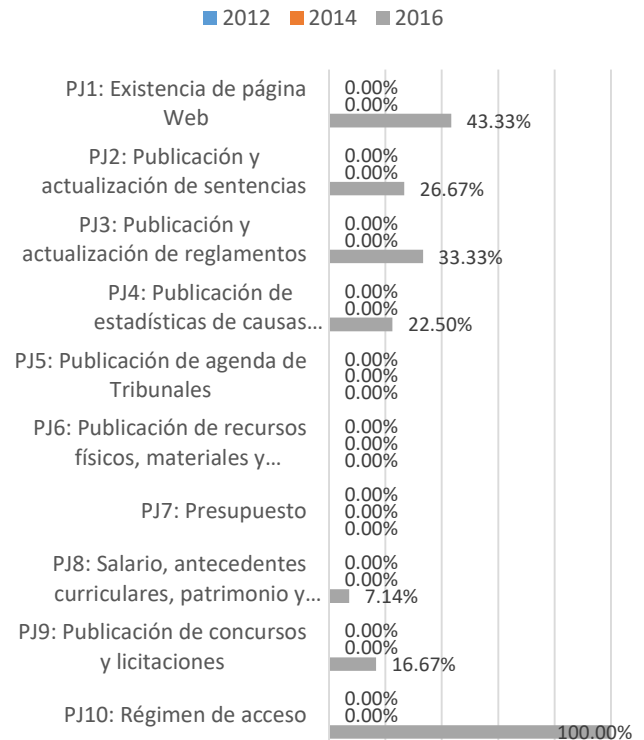 2012 2014 2016
PJ1: Existencia de página
Web
0.00%
0.00%
43.33%
PJ2: Publicación y
actualización de sentencias
0.00%
0.00%
26.67%
PJ3: Publicación y
actualización de reglamentos
0.00%
0.00%
33.33%
PJ4: Publicación de
estadísticas de causas...
0.00%
0.00%
22.50%
PJ5: Publicación de agenda de
Tribunales
0.00%
0.00%
0.00%
PJ6: Publicación de recursos
físicos, materiales y...
0.00%
0.00%
0.00%
PJ7: Presupuesto
0.00%
0.00%
0.00%
PJ8: Salario, antecedentes
curriculares, patrimonio y...
0.00%
0.00%
7.14%
PJ9: Publicación de concursos
y licitaciones
0.00%
0.00%
16.67%
PJ10: Régimen de acceso
0.00%
0.00%
100.00%